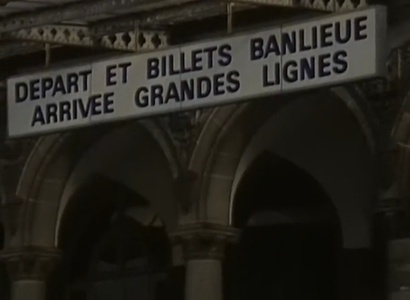 DEPART ET BILLETS BANLIEUE
ARRIVEE GRANDES LIGNES